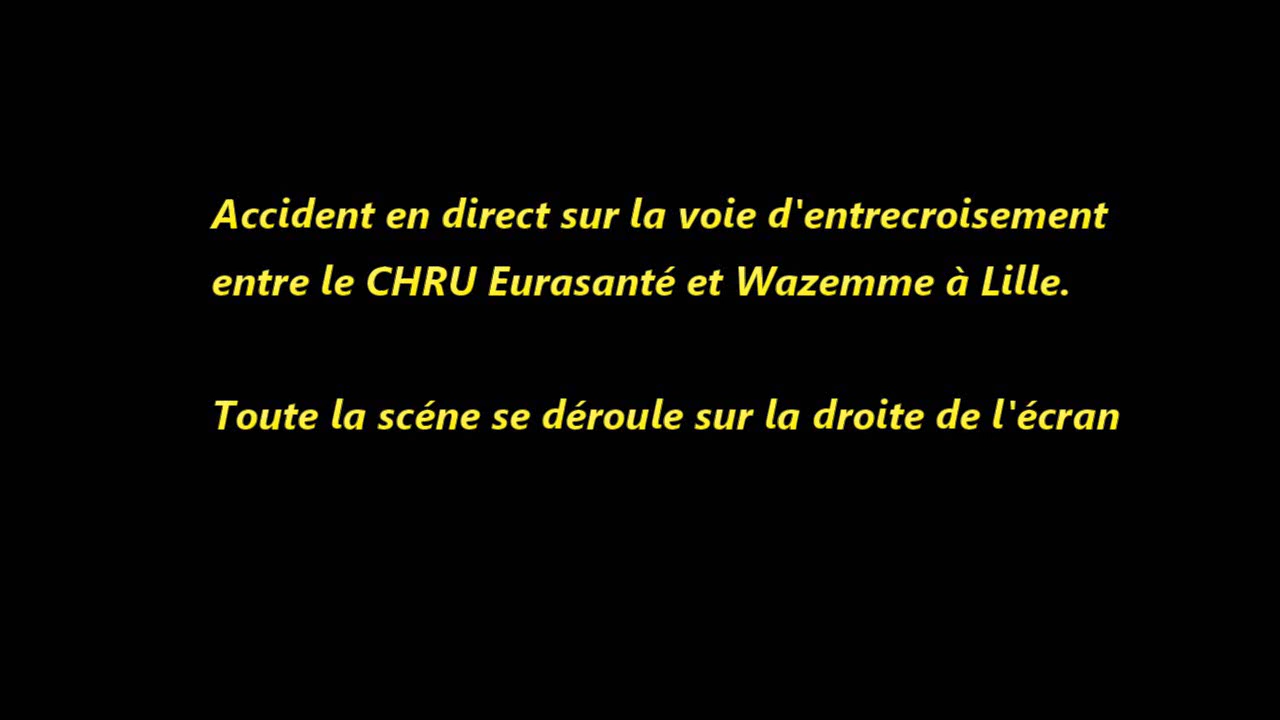 Accident en direct sur la voie d'entrecroisement
entre le CHRU Eurasanté et Wazemme à Lille.
Toute la scéne se déroule sur la droite de l'écran